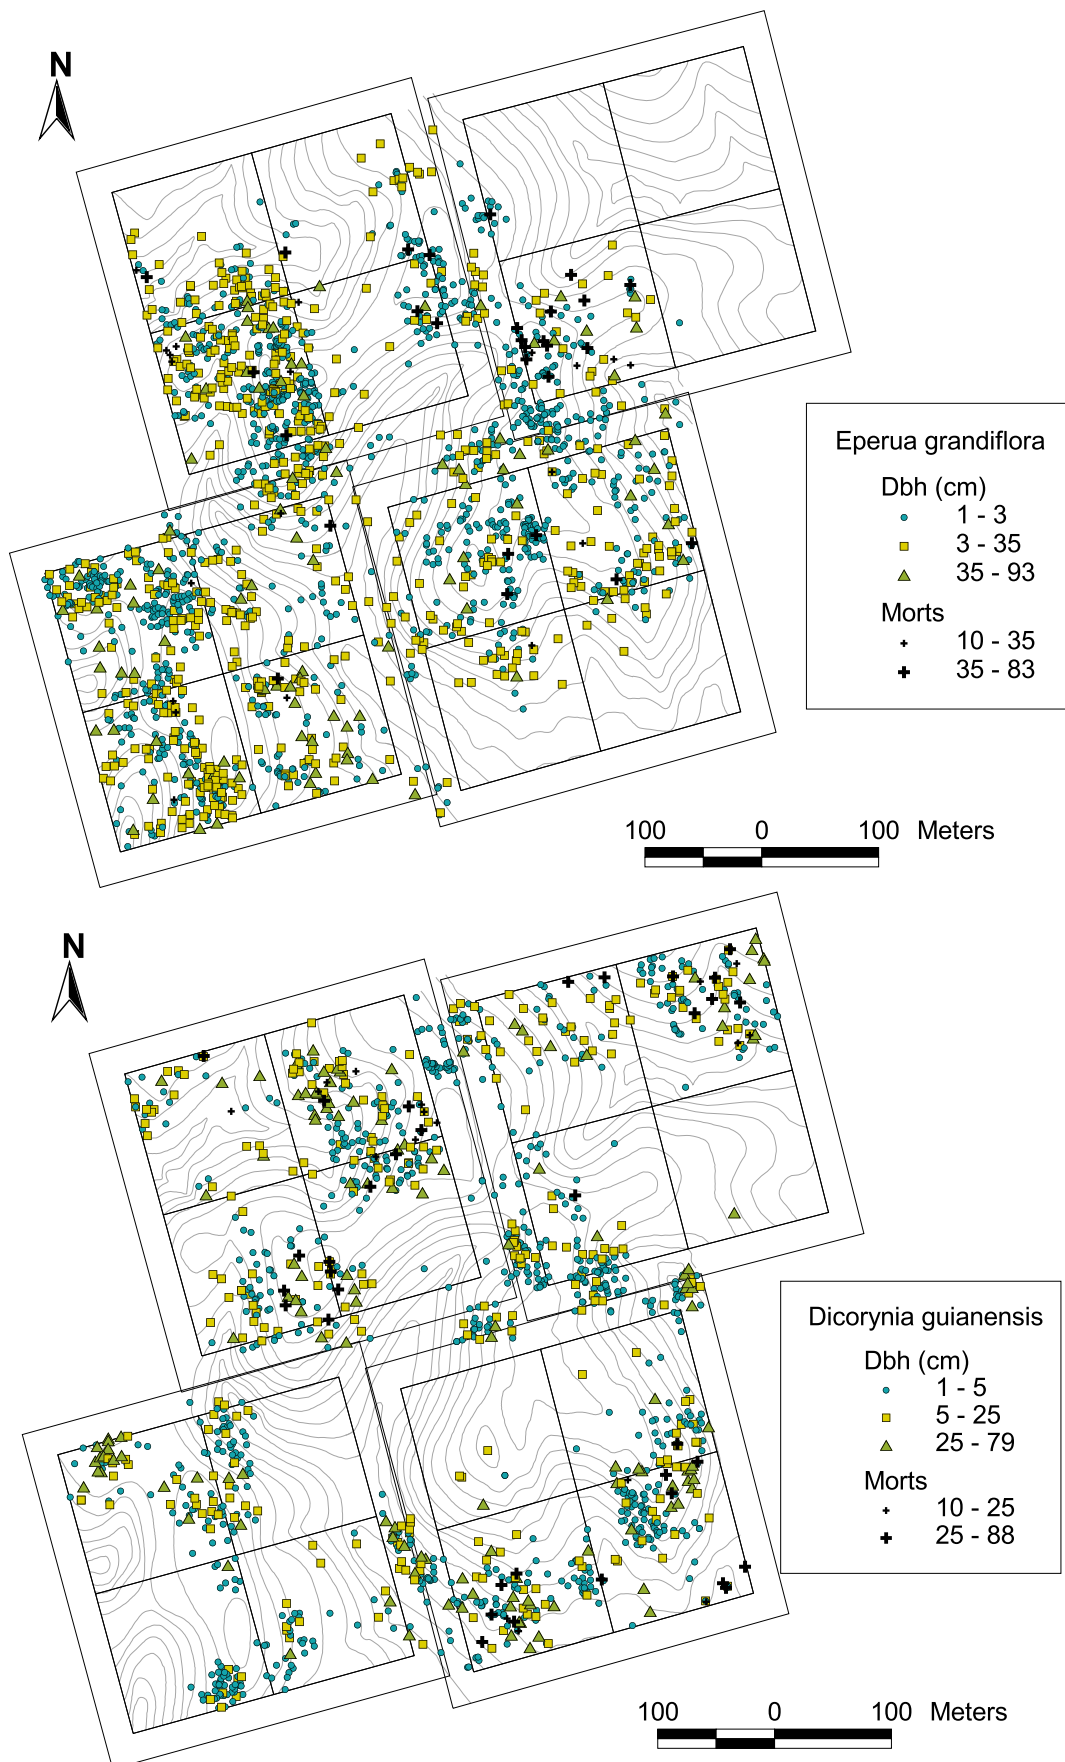 N
Eperua grandiflora
Dbh (cm)
1 - 3
3 - 35
35 - 93
Morts
10 - 35
35 - 83
100 0 100 Meters
N
Dicorynia guianensis
Dbh (cm)
1 - 5
5 - 25
25 - 79
Morts
10 - 25
25 - 88
100 0 100 Meters